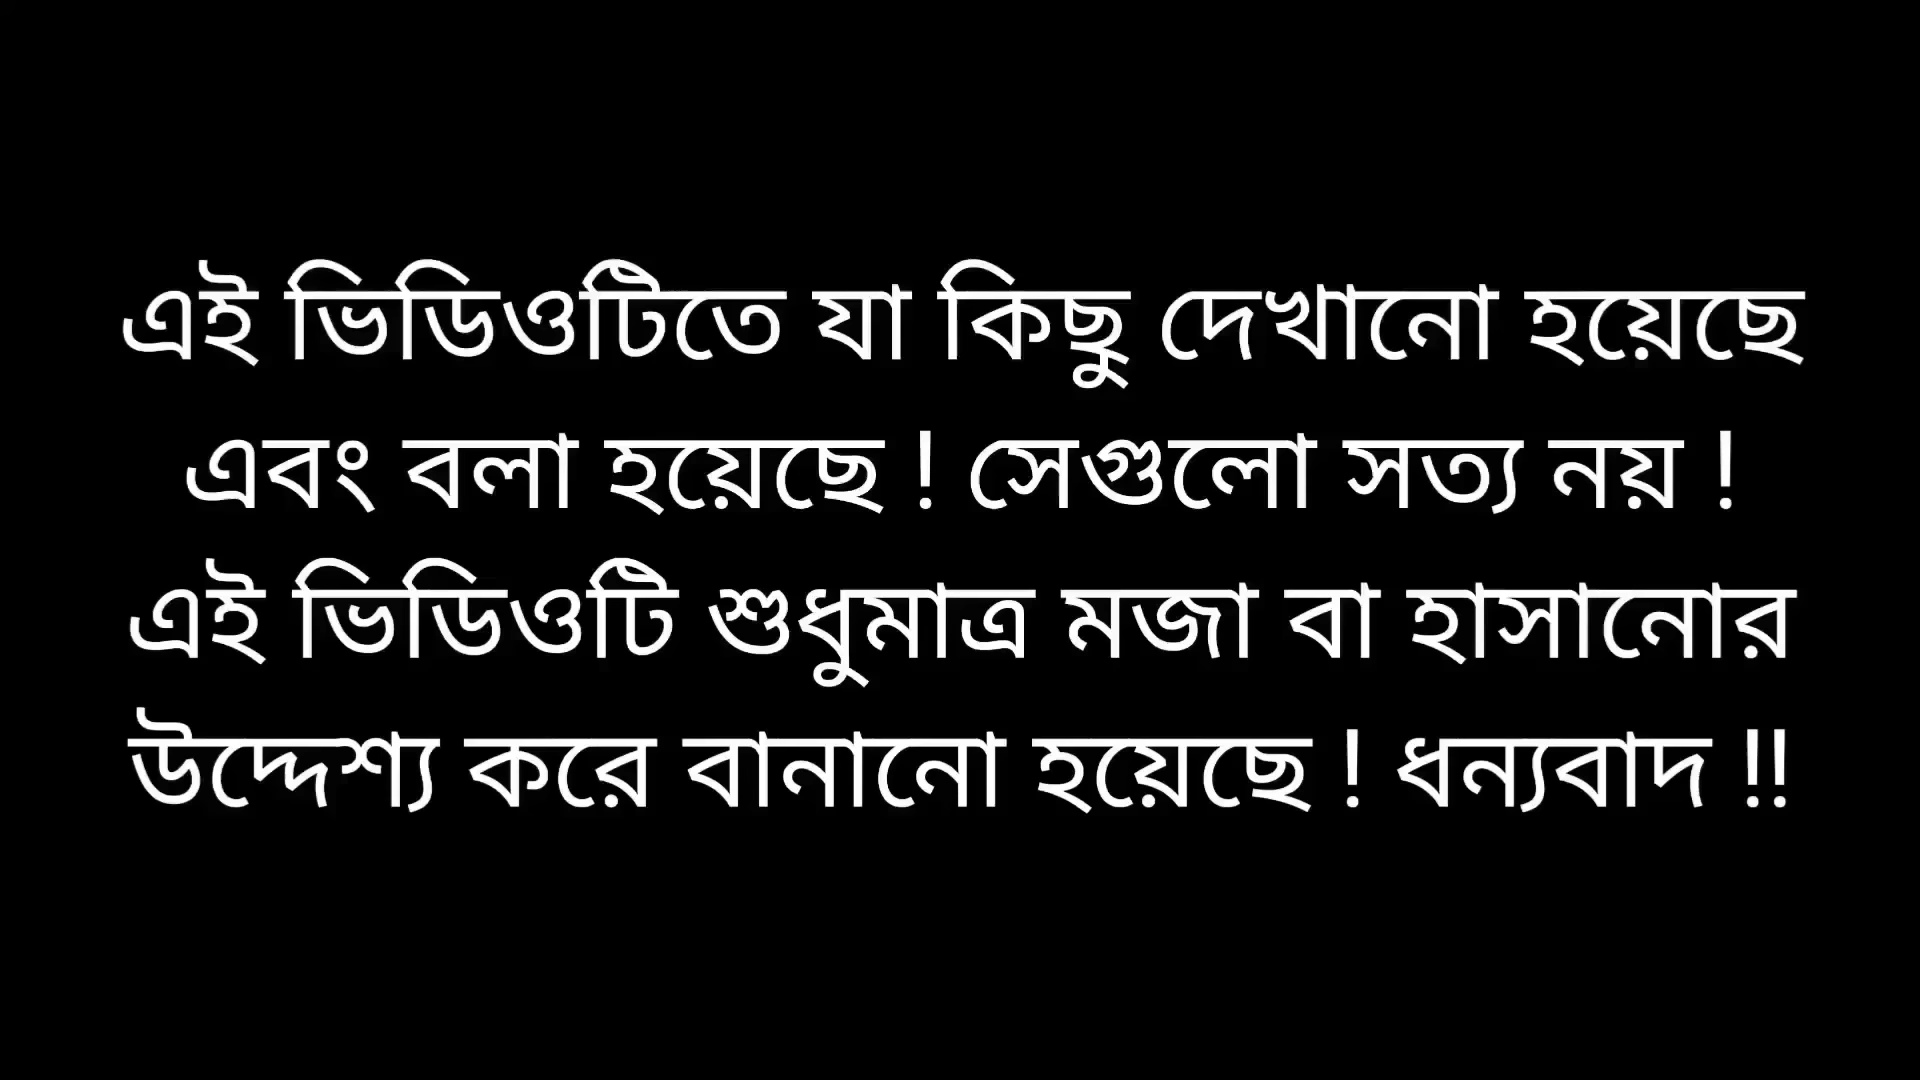 এই ভিডিওটিতে যা কিছু দেখানো হয়েছে
এবং বলা হয়েছে ! সেগুলো সত্য নয় !
এই ভিডিওটি শুধুমাত্র মজা বা হাসানোর
উদ্দেশ্য করে বানানো হয়েছে ! ধন্যবাদ !!